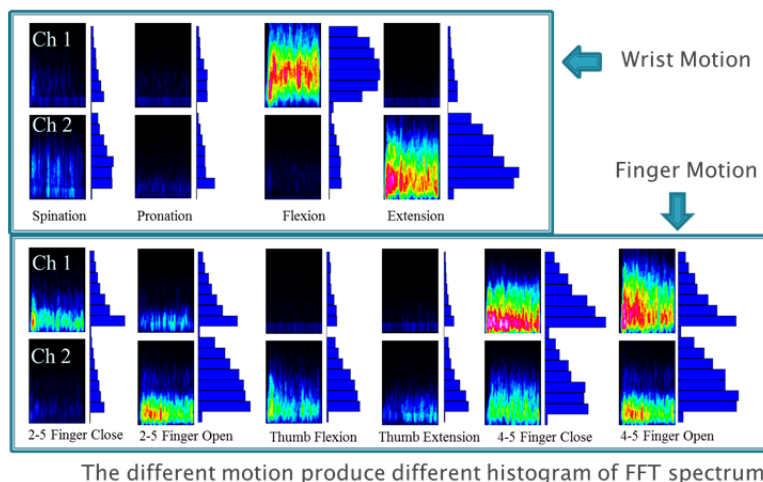 Ch 1
Wrist Motion
Ch 2
Finger Motion
Spination Pronation Flexion Extension
Ch 1
Ch 2
2-5 Finger Close 2-5 Finger Open Thumb Flexion Thumb Extension 4-5 Finger Close 4-5 Finger Open
The different motion produce different histogram of FFT spectrum